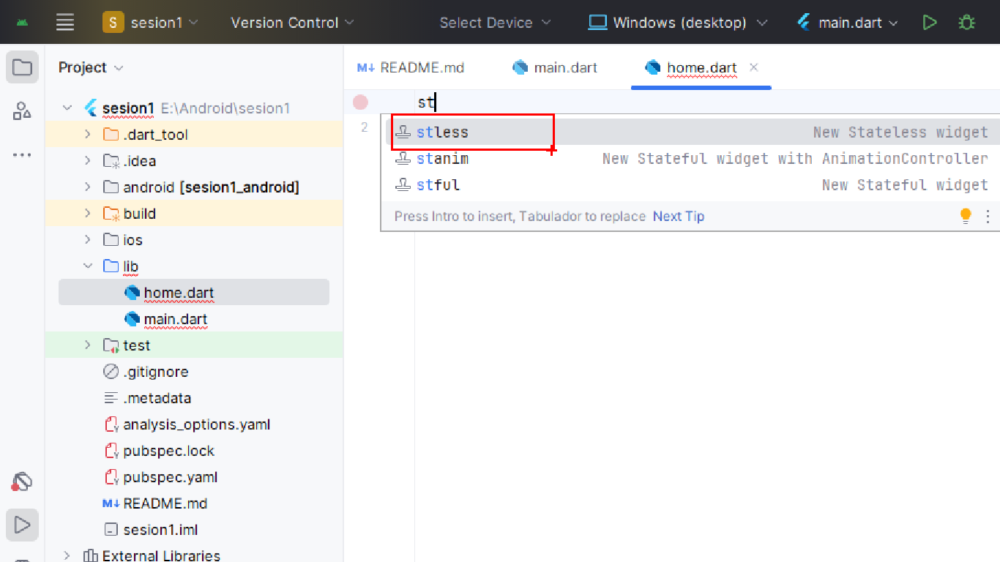 S sesion1 Version Control Select Device Windows (desktop) main.dart
Project
M↓ README.md main.dart home.dart
sesion1 E:\Android\sesion1
.dart_tool
.idea
android [sesion1_android]
build
ios
lib
home.dart
main.dart
test
.gitignore
.metadata
analysis_options.yaml
pubspec.lock
pubspec.yaml
M↓ README.md
sesion1.iml
External Libraries
st
2
stless New Stateless widget
stanim New Stateful widget with AnimationController
stful New Stateful widget
Press Intro to insert, Tabulador to replace Next Tip